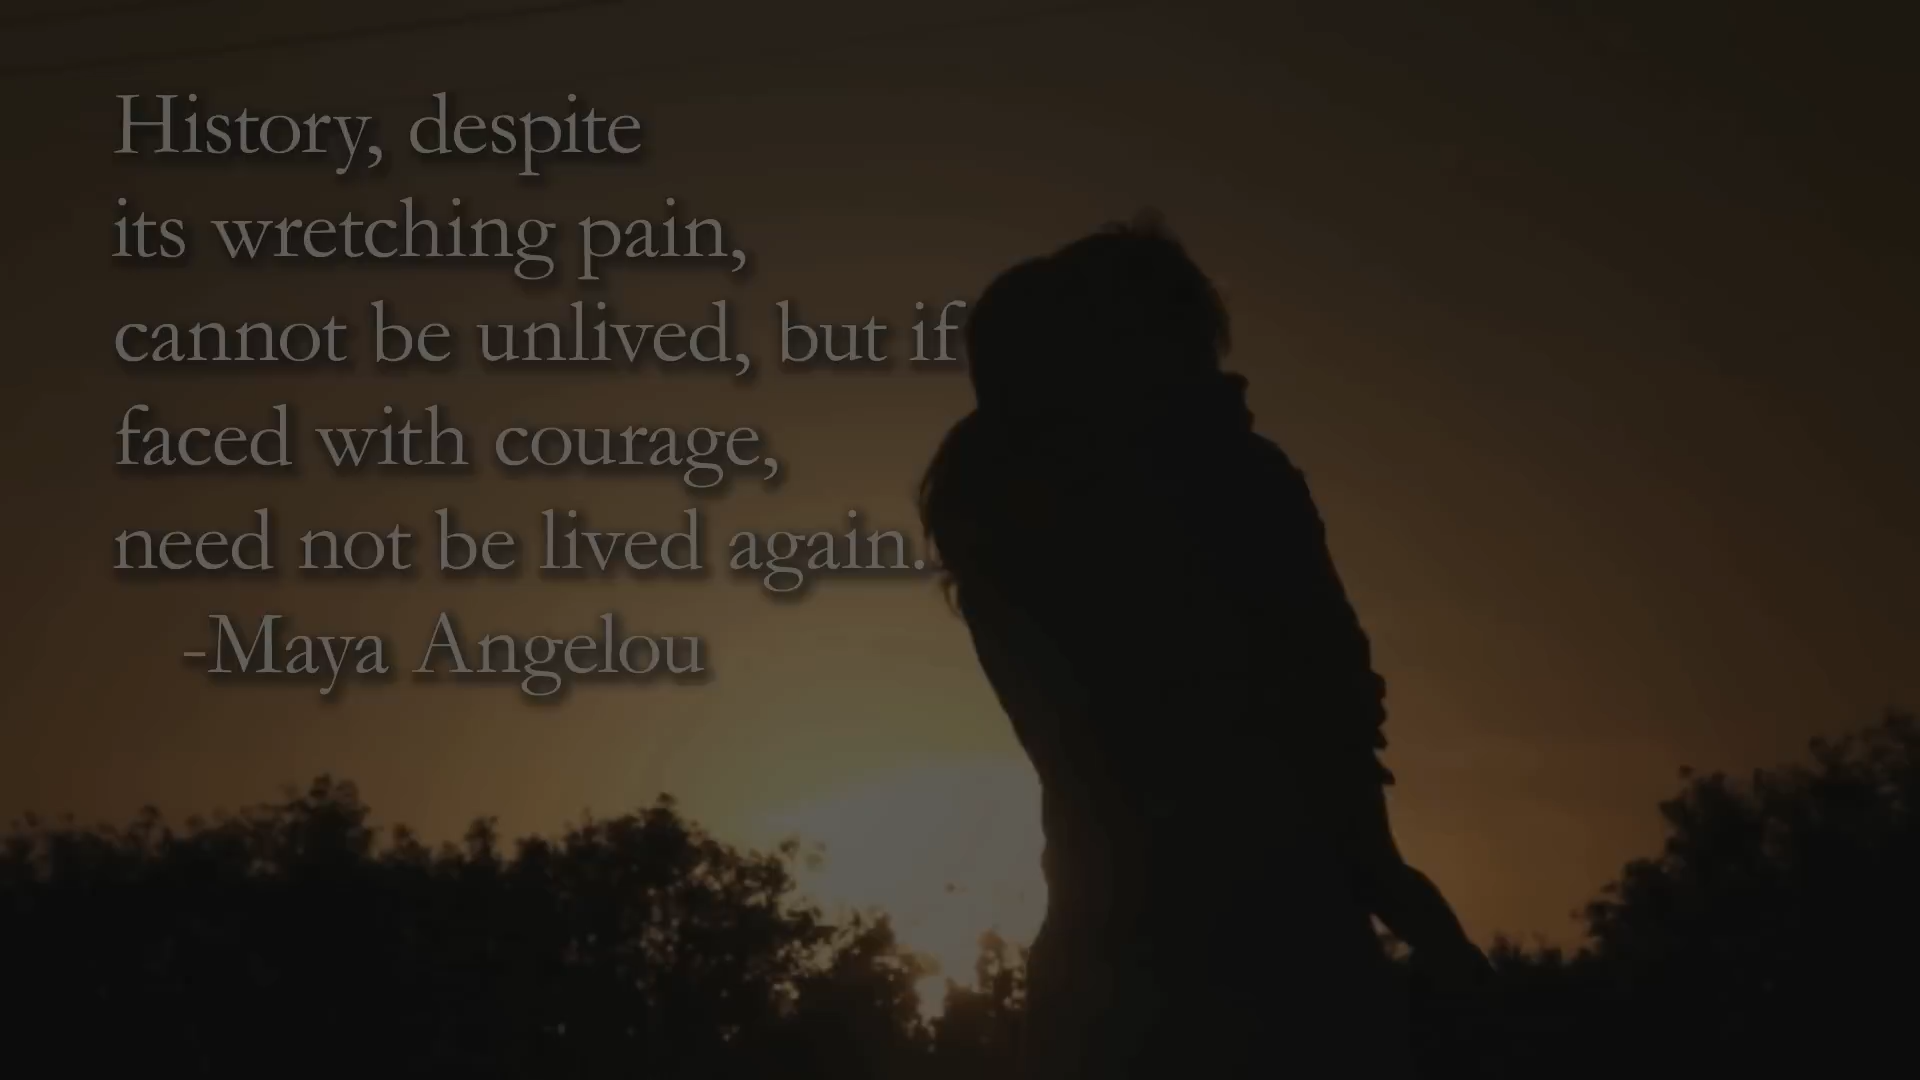 History, despite
its wretching pain,
cannot be unlived, but if
faced with courage,
need not be lived again.
-Maya Angelou